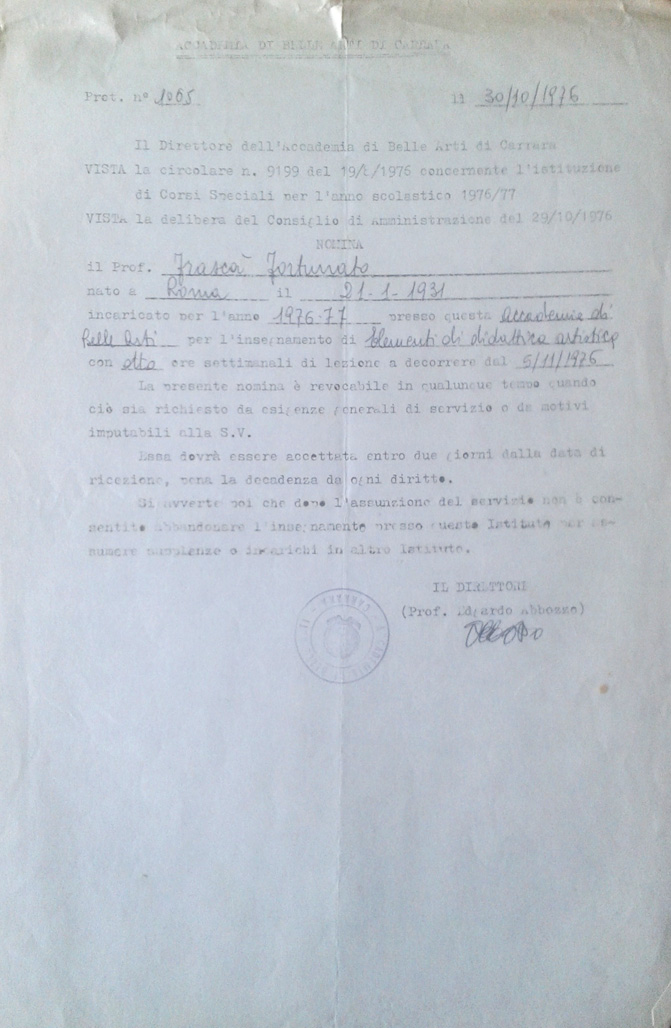 ACCADEMIA DI BELLE ARTI DI CARRARA
Prot. n° 1065 il 30/10/1976
Il Direttore dell'Accademia di Belle Arti di Carrara
VISTA la circolare n. 9199 del 19/ /1976 concernente l'istituzione
di Corsi Speciali per l'anno scolastico 1976/77
VISTA la delibera del Consiglio di Amministrazione del 29/10/1976
NOMINA
il Prof. Frascà Fortunato
nato a Roma il 21-1-1931
incaricato per l'anno 1976-77 presso questa Accademia di
Belle Arti per l'insegnamento di Elementi di didattica artistica
con otto ore settimanali di lezione a decorrere dal 5/11/1976
La presente nomina è revocabile in qualunque tempo quando
ciò sia richiesto da esigenze generali di servizio o da motivi
imputabili alla S.V.
Essa dovrà essere accettata entro due giorni dalla data di
ricezione, pena la decadenza da ogni diritto.
Si avverte poi che dopo l'assunzione del servizio non è con-
sentito abbandonare l'insegnamento presso questo Istituto per as-
sumere supplenze o incarichi in altro Istituto.
IL DIRETTORE
(Prof. Edgardo Abbozzo)